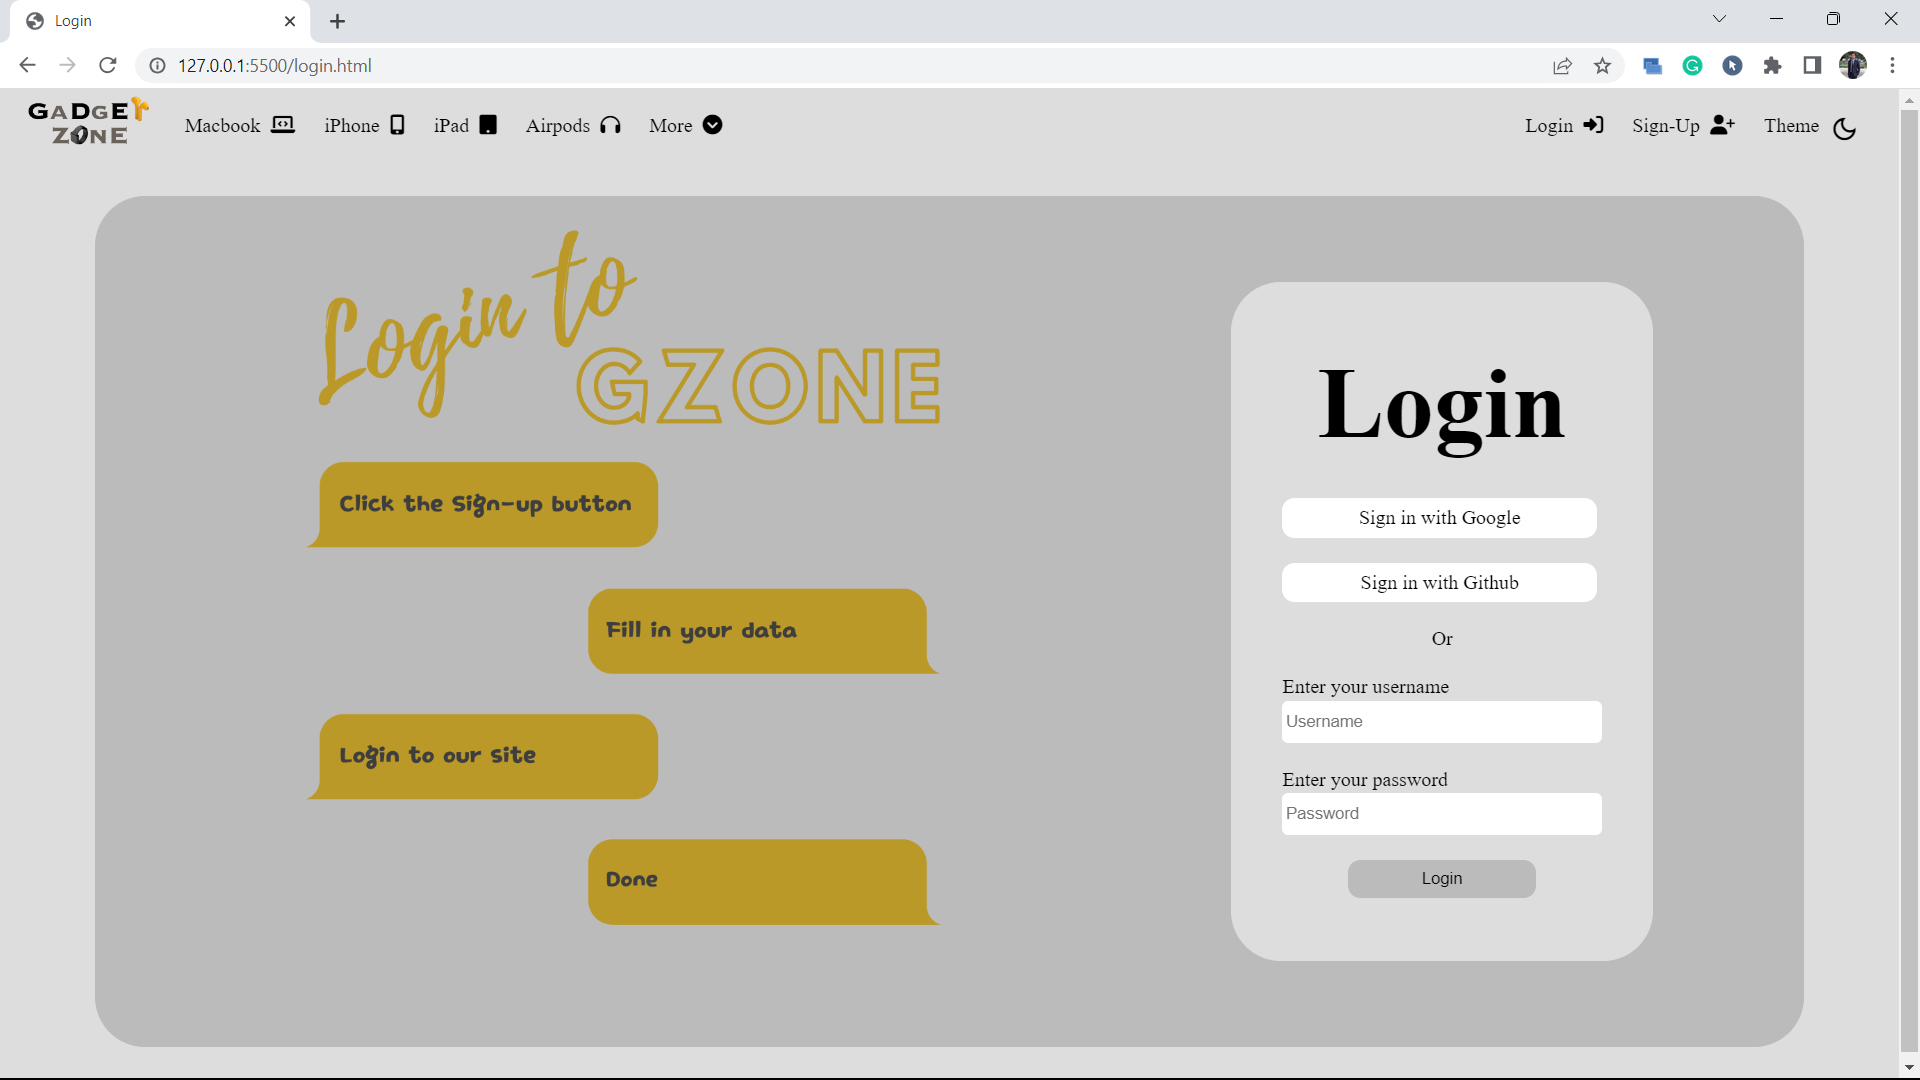 Login
127.0.0.1:5500/login.html
GADGET
ZONE
Macbook iPhone iPad Airpods More Login Sign-Up Theme
Login to
GZONE
Click the Sign-up button
Fill in your data
Login to our site
Done
Login
Sign in with Google
Sign in with Github
Or
Enter your username
Username
Enter your password
Password
Login